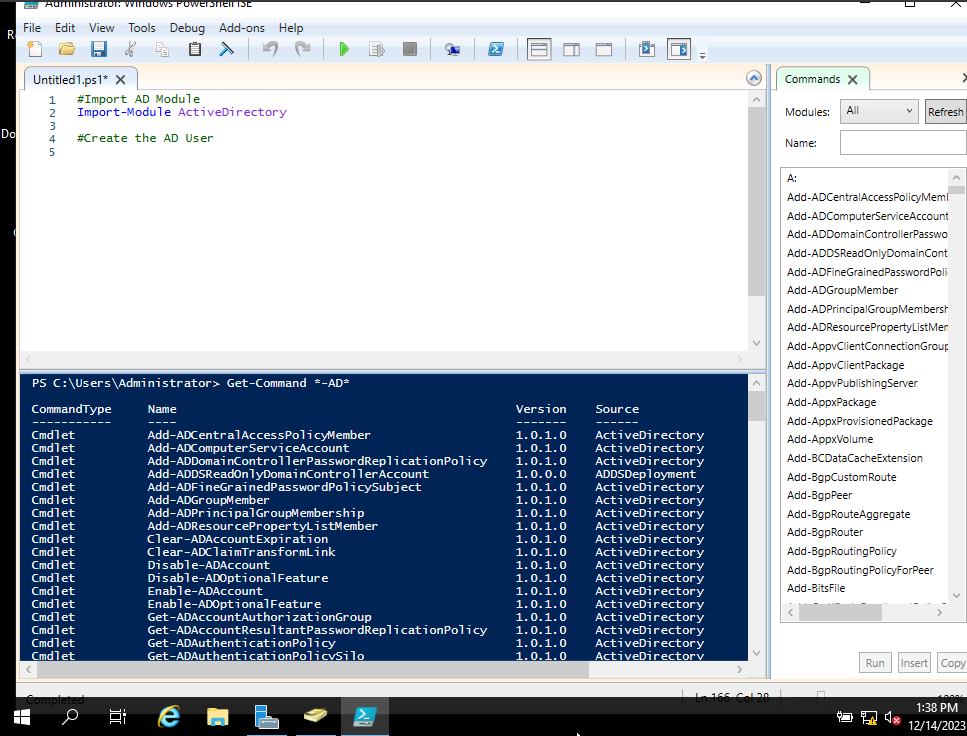 Administrator: Windows PowerShell ISE
File Edit View Tools Debug Add-ons Help
Untitled1.ps1*
1 #Import AD Module
2 Import-Module ActiveDirectory
3
4 #Create the AD User
5
PS C:\Users\Administrator> Get-Command *-AD*
CommandType Name Version Source
----------- ---- ------- ------
Cmdlet Add-ADCentralAccessPolicyMember 1.0.1.0 ActiveDirectory
Cmdlet Add-ADComputerServiceAccount 1.0.1.0 ActiveDirectory
Cmdlet Add-ADDomainControllerPasswordReplicationPolicy 1.0.1.0 ActiveDirectory
Cmdlet Add-ADDSReadOnlyDomainControllerAccount 1.0.0.0 ADDSDeployment
Cmdlet Add-ADFineGrainedPasswordPolicySubject 1.0.1.0 ActiveDirectory
Cmdlet Add-ADGroupMember 1.0.1.0 ActiveDirectory
Cmdlet Add-ADPrincipalGroupMembership 1.0.1.0 ActiveDirectory
Cmdlet Add-ADResourcePropertyListMember 1.0.1.0 ActiveDirectory
Cmdlet Clear-ADAccountExpiration 1.0.1.0 ActiveDirectory
Cmdlet Clear-ADClaimTransformLink 1.0.1.0 ActiveDirectory
Cmdlet Disable-ADAccount 1.0.1.0 ActiveDirectory
Cmdlet Disable-ADOptionalFeature 1.0.1.0 ActiveDirectory
Cmdlet Enable-ADAccount 1.0.1.0 ActiveDirectory
Cmdlet Enable-ADOptionalFeature 1.0.1.0 ActiveDirectory
Cmdlet Get-ADAccountAuthorizationGroup 1.0.1.0 ActiveDirectory
Cmdlet Get-ADAccountResultantPasswordReplicationPolicy 1.0.1.0 ActiveDirectory
Cmdlet Get-ADAuthenticationPolicy 1.0.1.0 ActiveDirectory
Cmdlet Get-ADAuthenticationPolicySilo 1.0.1.0 ActiveDirectory
Completed
Ln 166 Col 28
100%
Commands
Modules: All Refresh
Name:
A:
Add-ADCentralAccessPolicyMem
Add-ADComputerServiceAccount
Add-ADDomainControllerPasswo
Add-ADDSReadOnlyDomainCont
Add-ADFineGrainedPasswordPoli
Add-ADGroupMember
Add-ADPrincipalGroupMembersh
Add-ADResourcePropertyListMem
Add-AppvClientConnectionGroup
Add-AppvClientPackage
Add-AppvPublishingServer
Add-AppxPackage
Add-AppxProvisionedPackage
Add-AppxVolume
Add-BCDataCacheExtension
Add-BgpCustomRoute
Add-BgpPeer
Add-BgpRouteAggregate
Add-BgpRouter
Add-BgpRoutingPolicy
Add-BgpRoutingPolicyForPeer
Add-BitsFile
Run Insert Copy
1:38 PM
12/14/2023